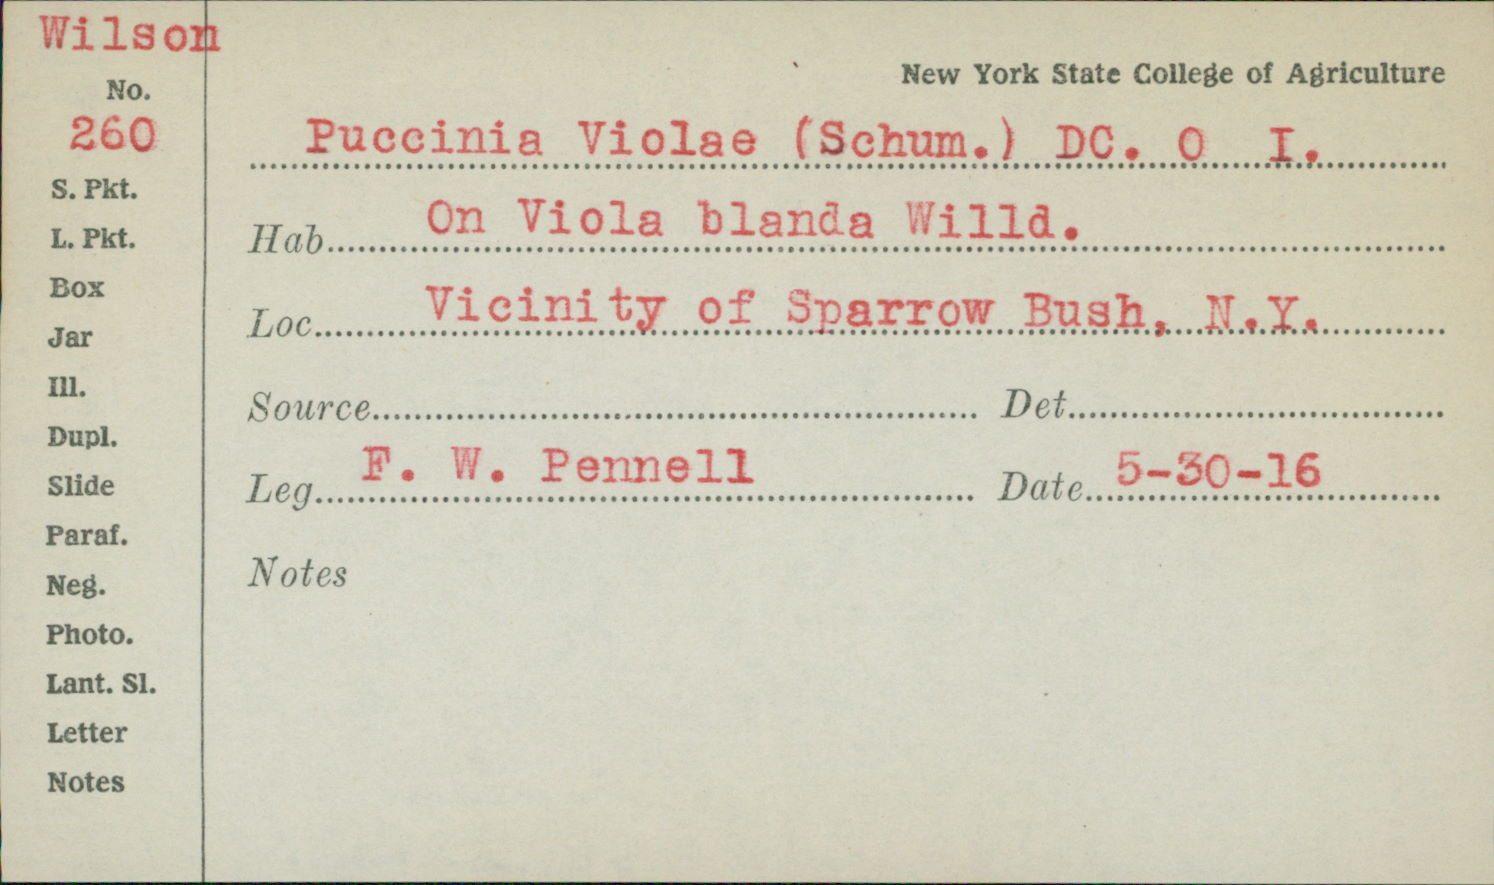 Wilson
New York State College of Agriculture
No.
260
Puccinia Violae (Schum.) DC. O I.
S. Pkt.
L. Pkt.
Hab. On Viola blanda Willd.
Box
Loc. Vicinity of Sparrow Bush, N.Y.
Jar
Ill.
Source Det.
Dupl.
Leg. F. W. Pennell Date 5-30-16
Slide
Paraf.
Neg.
Notes
Photo.
Lant. Sl.
Letter
Notes